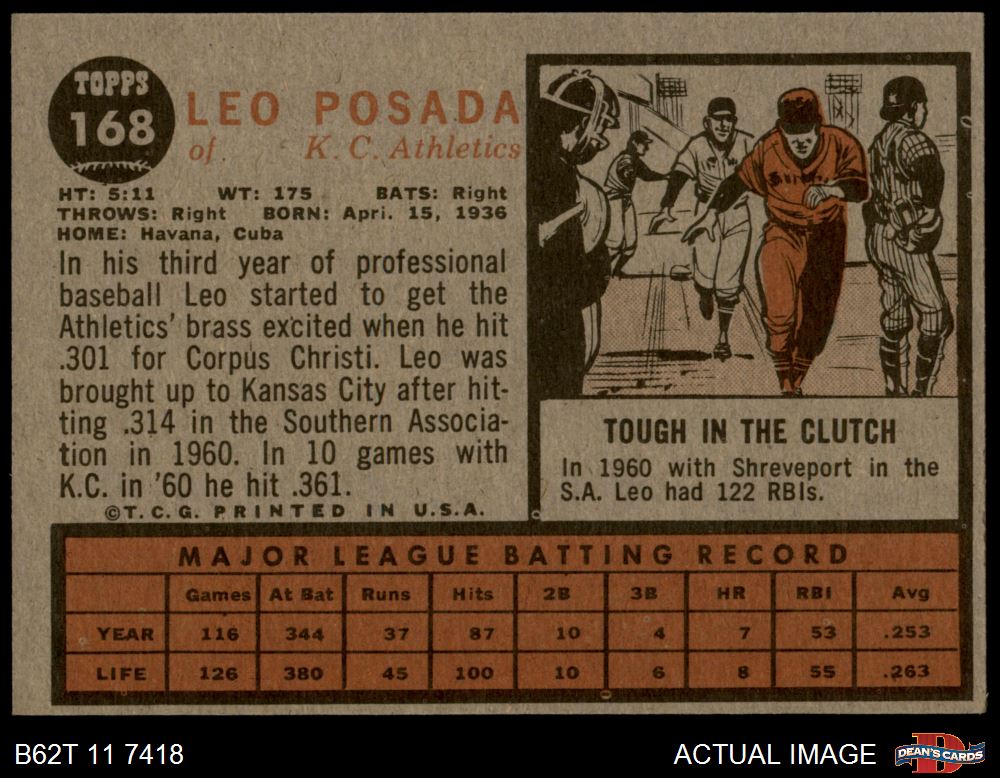 TOPPS
168
LEO POSADA
of K. C. Athletics
HT: 5:11 WT: 175 BATS: Right
THROWS: Right BORN: Apri. 15, 1936
HOME: Havana, Cuba
In his third year of professional
baseball Leo started to get the
Athletics' brass excited when he hit
.301 for Corpus Christi. Leo was
brought up to Kansas City after hit-
ting .314 in the Southern Associa-
tion in 1960. In 10 games with
K.C. in '60 he hit .361.
©T. C. G. PRINTED IN U.S.A.
TOUGH IN THE CLUTCH
In 1960 with Shreveport in the
S.A. Leo had 122 RBIs.
MAJOR LEAGUE BATTING RECORD
Games At Bat Runs Hits 2B 3B HR RBI Avg
YEAR 116 344 37 87 10 4 7 53 .253
LIFE 126 380 45 100 10 6 8 55 .263
B62T 11 7418 ACTUAL IMAGE
DEAN'S CARDS